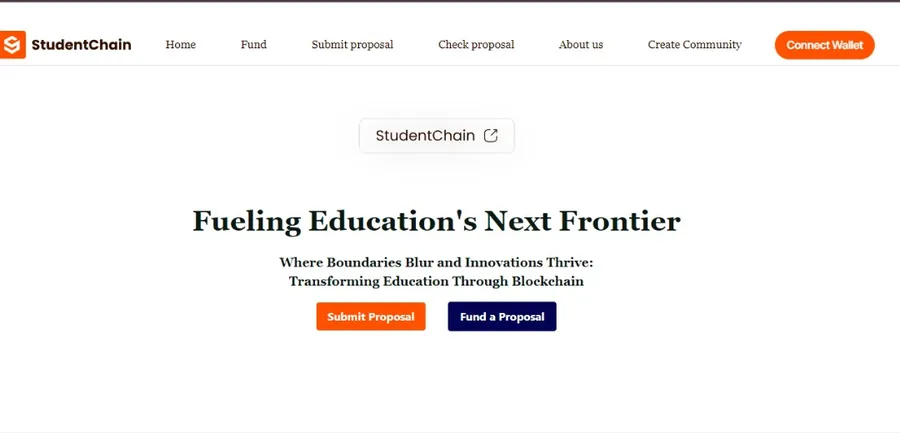 StudentChain Home Fund Submit proposal Check proposal About us Create Community Connect Wallet
StudentChain
Fueling Education's Next Frontier
Where Boundaries Blur and Innovations Thrive:
Transforming Education Through Blockchain
Submit Proposal Fund a Proposal